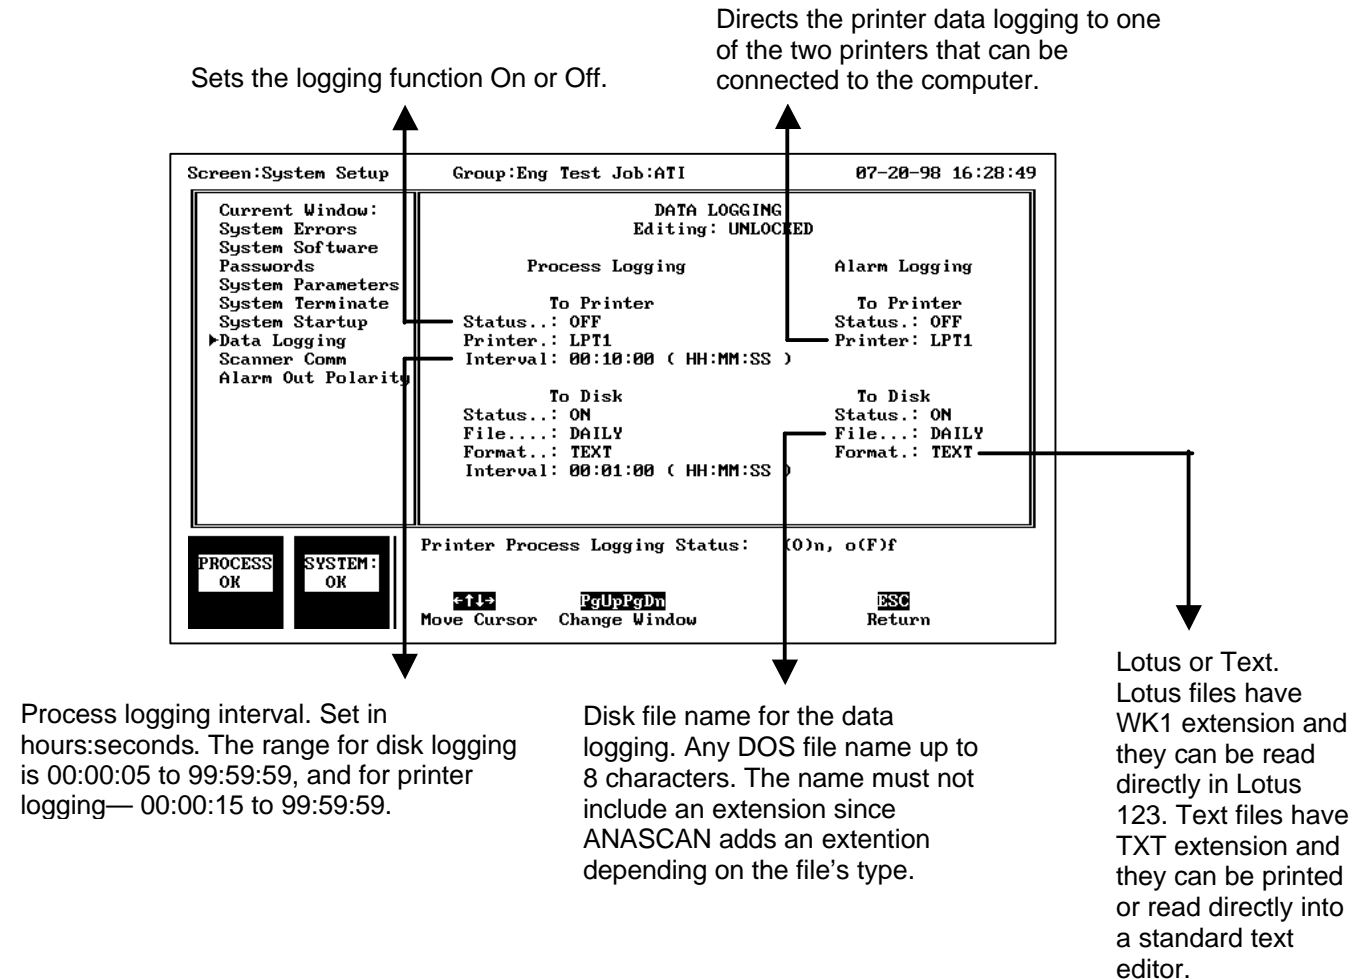 Directs the printer data logging to one
of the two printers that can be
connected to the computer.
Sets the logging function On or Off.
Screen:System Setup Group:Eng Test Job:ATI 07-20-98 16:28:49
Current Window:
System Errors
System Software
Passwords
System Parameters
System Terminate
System Startup
▶Data Logging
Scanner Comm
Alarm Out Polarity
DATA LOGGING
Editing: UNLOCKED
Process Logging
To Printer
Status..: OFF
Printer.: LPT1
Interval: 00:10:00 ( HH:MM:SS )
To Disk
Status..: ON
File....: DAILY
Format..: TEXT
Interval: 00:01:00 ( HH:MM:SS )
Alarm Logging
To Printer
Status.: OFF
Printer: LPT1
To Disk
Status.: ON
File...: DAILY
Format.: TEXT
PROCESS
OK
SYSTEM:
OK
Printer Process Logging Status: (O)n, o(F)f
←↑↓→
Move Cursor
PgUpPgDn
Change Window
ESC
Return
Process logging interval. Set in
hours:seconds. The range for disk logging
is 00:00:05 to 99:59:59, and for printer
logging— 00:00:15 to 99:59:59.
Disk file name for the data
logging. Any DOS file name up to
8 characters. The name must not
include an extension since
ANASCAN adds an extention
depending on the file's type.
Lotus or Text.
Lotus files have
WK1 extension and
they can be read
directly in Lotus
123. Text files have
TXT extension and
they can be printed
or read directly into
a standard text
editor.